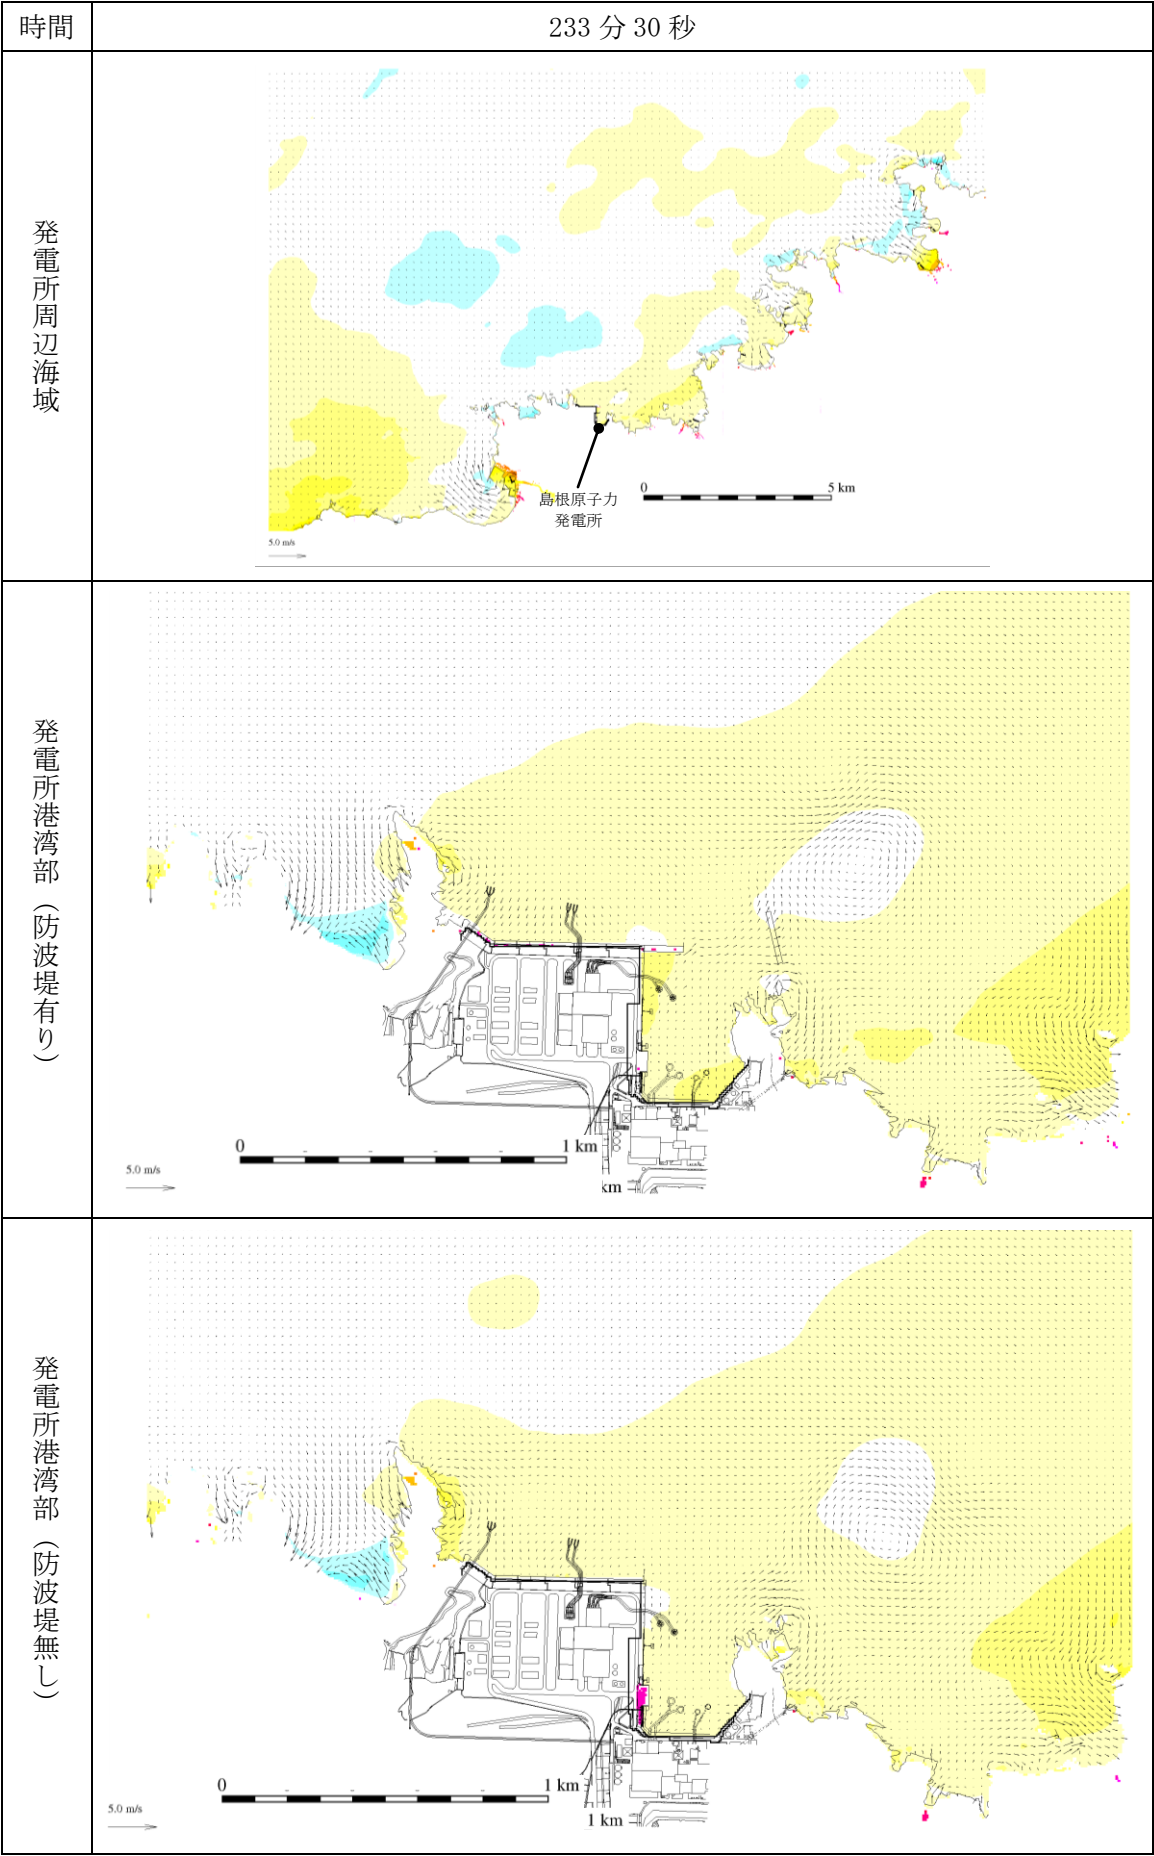 時間
233 分 30 秒
発電所周辺海域
島根原子力
発電所
0
5 km
5.0 m/s
発電所港湾部（防波堤有り）
0
1 km
5.0 m/s
km
発電所港湾部（防波堤無し）
0
1 km
5.0 m/s
1 km